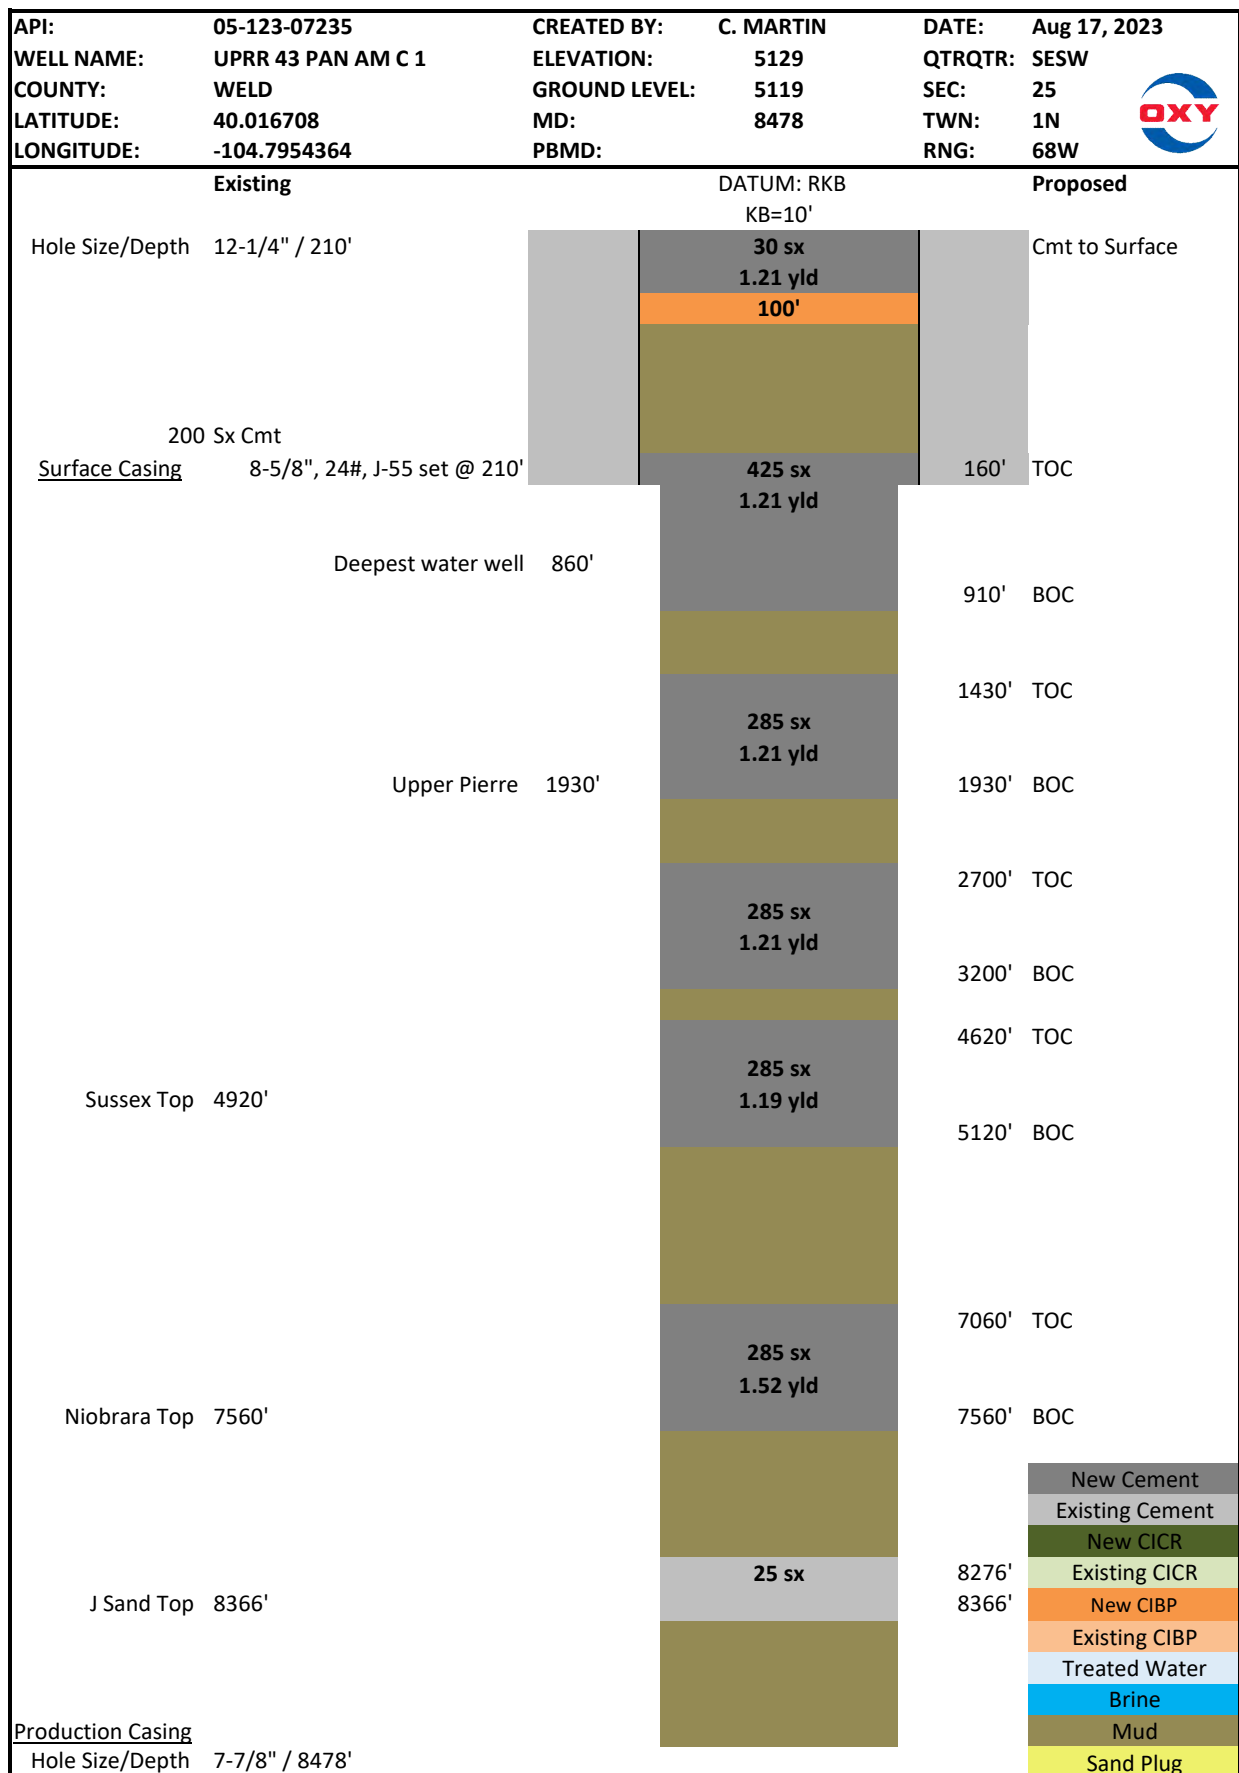 API: 05-123-07235 CREATED BY: C. MARTIN DATE: Aug 17, 2023
WELL NAME: UPRR 43 PAN AM C 1 ELEVATION: 5129 QTRQTR: SESW
COUNTY: WELD GROUND LEVEL: 5119 SEC: 25
LATITUDE: 40.016708 MD: 8478 TWN: 1N
LONGITUDE: -104.7954364 PBMD: RNG: 68W
OXY
Existing DATUM: RKB Proposed
KB=10'
Hole Size/Depth 12-1/4" / 210' 30 sx Cmt to Surface
1.21 yld
100'
200 Sx Cmt
Surface Casing 8-5/8", 24#, J-55 set @ 210' 425 sx 160' TOC
1.21 yld
Deepest water well 860'
910' BOC
1430' TOC
285 sx
1.21 yld
Upper Pierre 1930' 1930' BOC
2700' TOC
285 sx
1.21 yld
3200' BOC
4620' TOC
285 sx
Sussex Top 4920' 1.19 yld
5120' BOC
7060' TOC
285 sx
1.52 yld
Niobrara Top 7560' 7560' BOC
New Cement
Existing Cement
New CICR
25 sx 8276' Existing CICR
J Sand Top 8366' 8366' New CIBP
Existing CIBP
Treated Water
Brine
Production Casing Mud
Hole Size/Depth 7-7/8" / 8478' Sand Plug